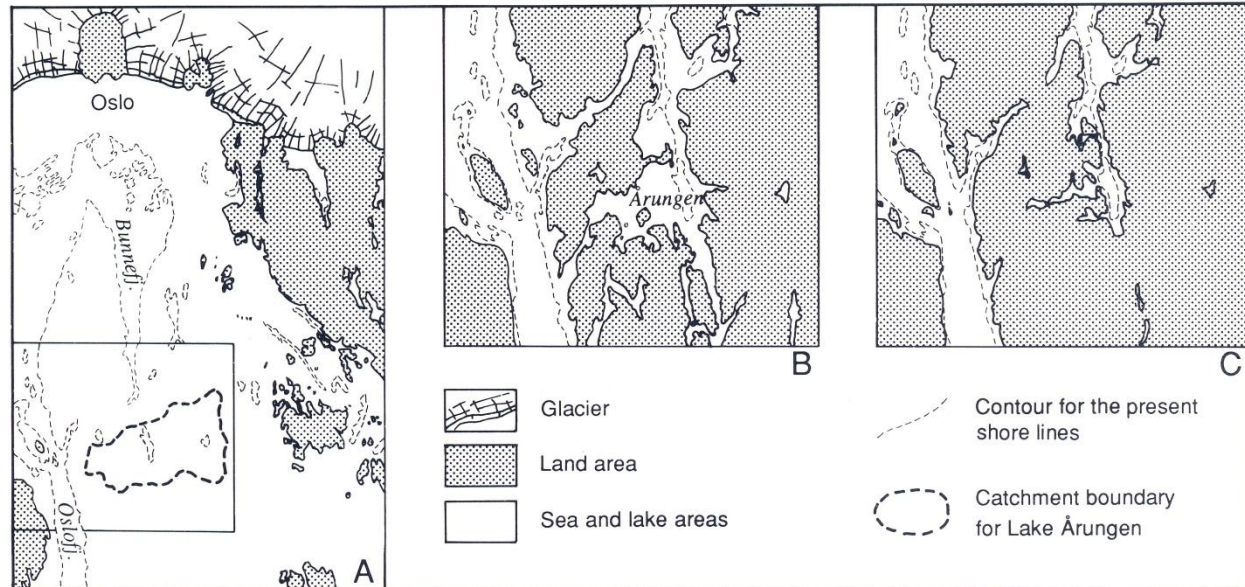 Oslo
Bunnefj.
Oslofj.
A
Årungen
B
C
Glacier
Land area
Sea and lake areas
Contour for the present
shore lines
Catchment boundary
for Lake Årungen